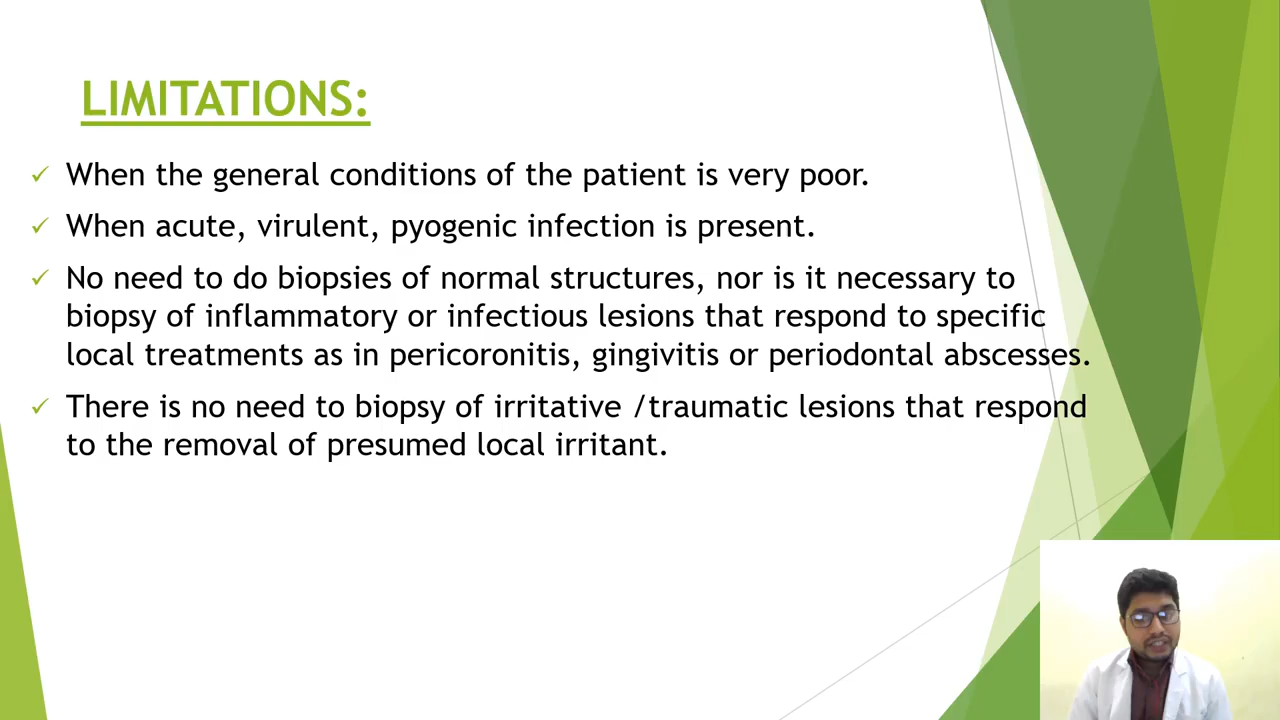 LIMITATIONS:
When the general conditions of the patient is very poor.
When acute, virulent, pyogenic infection is present.
No need to do biopsies of normal structures, nor is it necessary to
biopsy of inflammatory or infectious lesions that respond to specific
local treatments as in pericoronitis, gingivitis or periodontal abscesses.
There is no need to biopsy of irritative /traumatic lesions that respond
to the removal of presumed local irritant.